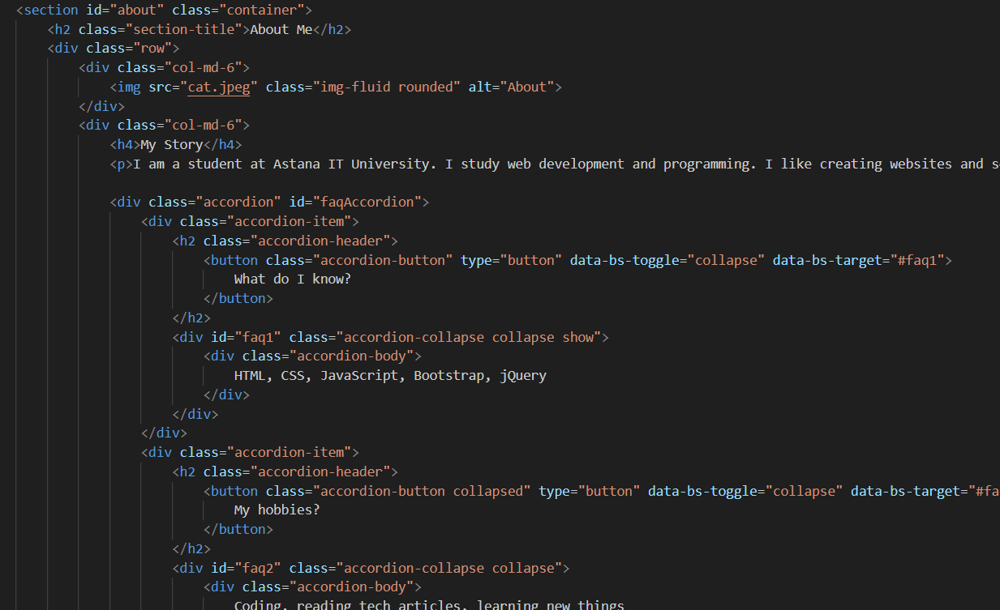 <section id="about" class="container">
<h2 class="section-title">About Me</h2>
<div class="row">
<div class="col-md-6">
<img src="cat.jpeg" class="img-fluid rounded" alt="About">
</div>
<div class="col-md-6">
<h4>My Story</h4>
<p>I am a student at Astana IT University. I study web development and programming. I like creating websites and s
<div class="accordion" id="faqAccordion">
<div class="accordion-item">
<h2 class="accordion-header">
<button class="accordion-button" type="button" data-bs-toggle="collapse" data-bs-target="#faq1">
What do I know?
</button>
</h2>
<div id="faq1" class="accordion-collapse collapse show">
<div class="accordion-body">
HTML, CSS, JavaScript, Bootstrap, jQuery
</div>
</div>
</div>
<div class="accordion-item">
<h2 class="accordion-header">
<button class="accordion-button collapsed" type="button" data-bs-toggle="collapse" data-bs-target="#fa
My hobbies?
</button>
</h2>
<div id="faq2" class="accordion-collapse collapse">
<div class="accordion-body">
Coding, reading tech articles, learning new things